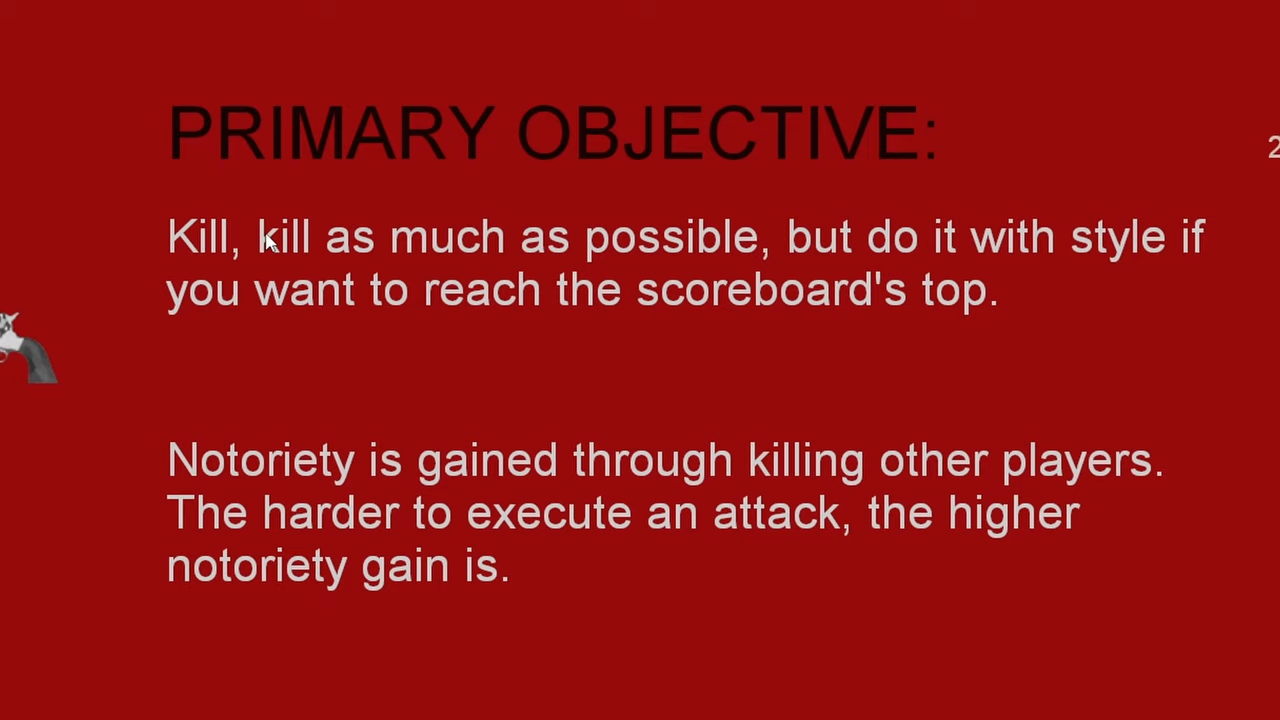 PRIMARY OBJECTIVE:
2
Kill, kill as much as possible, but do it with style if
you want to reach the scoreboard's top.
Notoriety is gained through killing other players.
The harder to execute an attack, the higher
notoriety gain is.